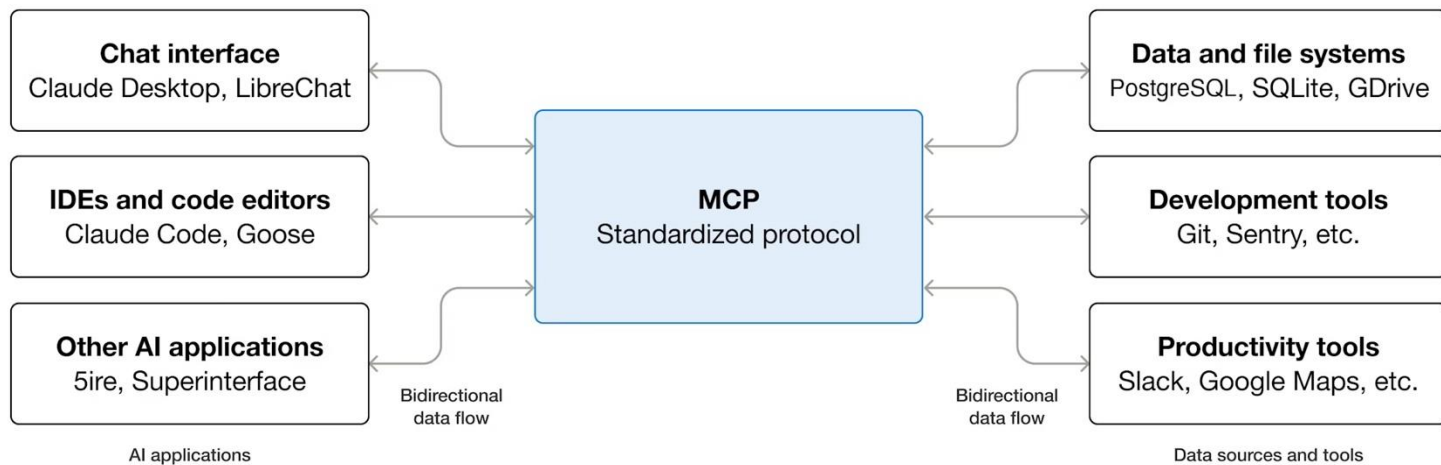 Chat interface
Claude Desktop, LibreChat
IDEs and code editors
Claude Code, Goose
Other AI applications
5ire, Superinterface
AI applications
Bidirectional
data flow
MCP
Standardized protocol
Bidirectional
data flow
Data and file systems
PostgreSQL, SQLite, GDrive
Development tools
Git, Sentry, etc.
Productivity tools
Slack, Google Maps, etc.
Data sources and tools